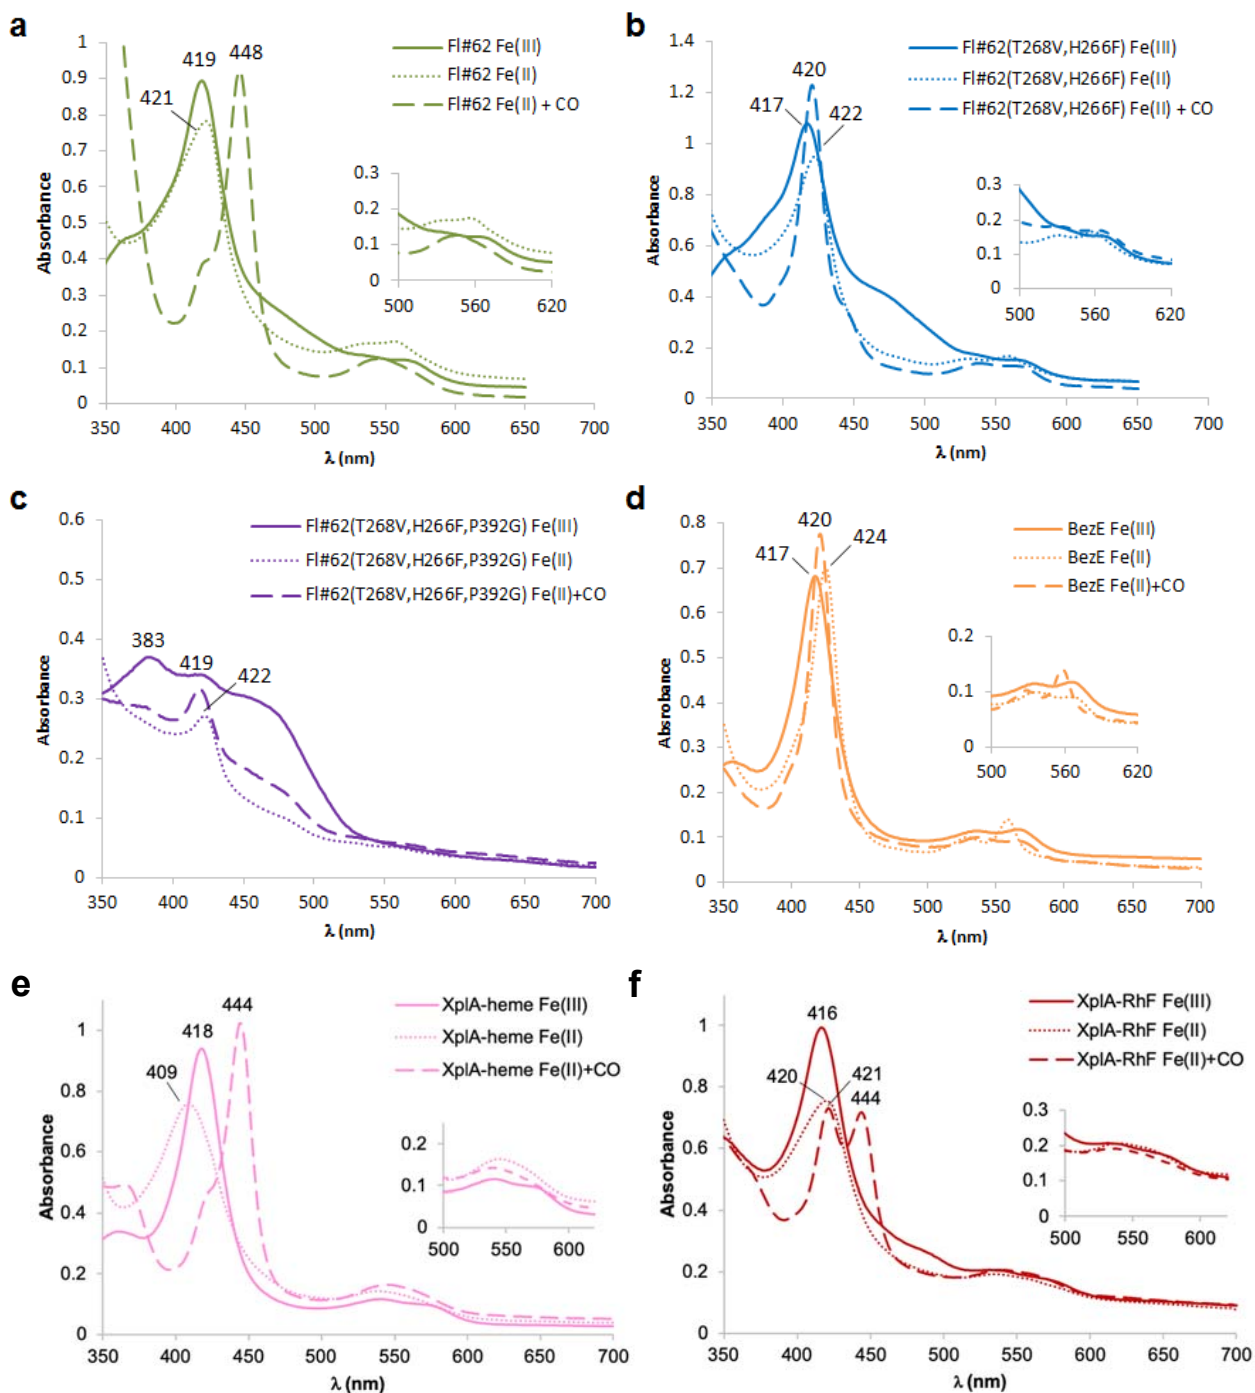 a
Fl#62 Fe(III)
Fl#62 Fe(II)
Fl#62 Fe(II) + CO
419
448
421
1
0.9
0.8
0.7
0.6
0.5
0.4
0.3
0.2
0.1
0
Absorbance
350 400 450 500 550 600 650 700
λ (nm)
0.3
0.2
0.1
0
500 560 620
b
Fl#62(T268V,H266F) Fe(III)
Fl#62(T268V,H266F) Fe(II)
Fl#62(T268V,H266F) Fe(II) + CO
420
417
422
1.4
1.2
1
0.8
0.6
0.4
0.2
0
Absorbance
350 400 450 500 550 600 650 700
λ (nm)
0.3
0.2
0.1
0
500 560 620
c
Fl#62(T268V,H266F,P392G) Fe(III)
Fl#62(T268V,H266F,P392G) Fe(II)
Fl#62(T268V,H266F,P392G) Fe(II)+CO
383
419
422
0.6
0.5
0.4
0.3
0.2
0.1
0
Absorbance
350 400 450 500 550 600 650 700
λ (nm)
d
BezE Fe(III)
BezE Fe(II)
BezE Fe(II)+CO
420
417
424
0.8
0.7
0.6
0.5
0.4
0.3
0.2
0.1
0
Absrobance
350 400 450 500 550 600 650 700
λ (nm)
0.2
0.1
0
500 560 620
e
XplA-heme Fe(III)
XplA-heme Fe(II)
XplA-heme Fe(II)+CO
444
418
409
1
0.8
0.6
0.4
0.2
0
Absorbance
350 400 450 500 550 600 650 700
λ (nm)
0.2
0.1
0
500 550 600
f
XplA-RhF Fe(III)
XplA-RhF Fe(II)
XplA-RhF Fe(II)+CO
416
420
421
444
1
0.8
0.6
0.4
0.2
0
Absorbance
350 400 450 500 550 600 650 700
λ (nm)
0.3
0.2
0.1
0
500 550 600